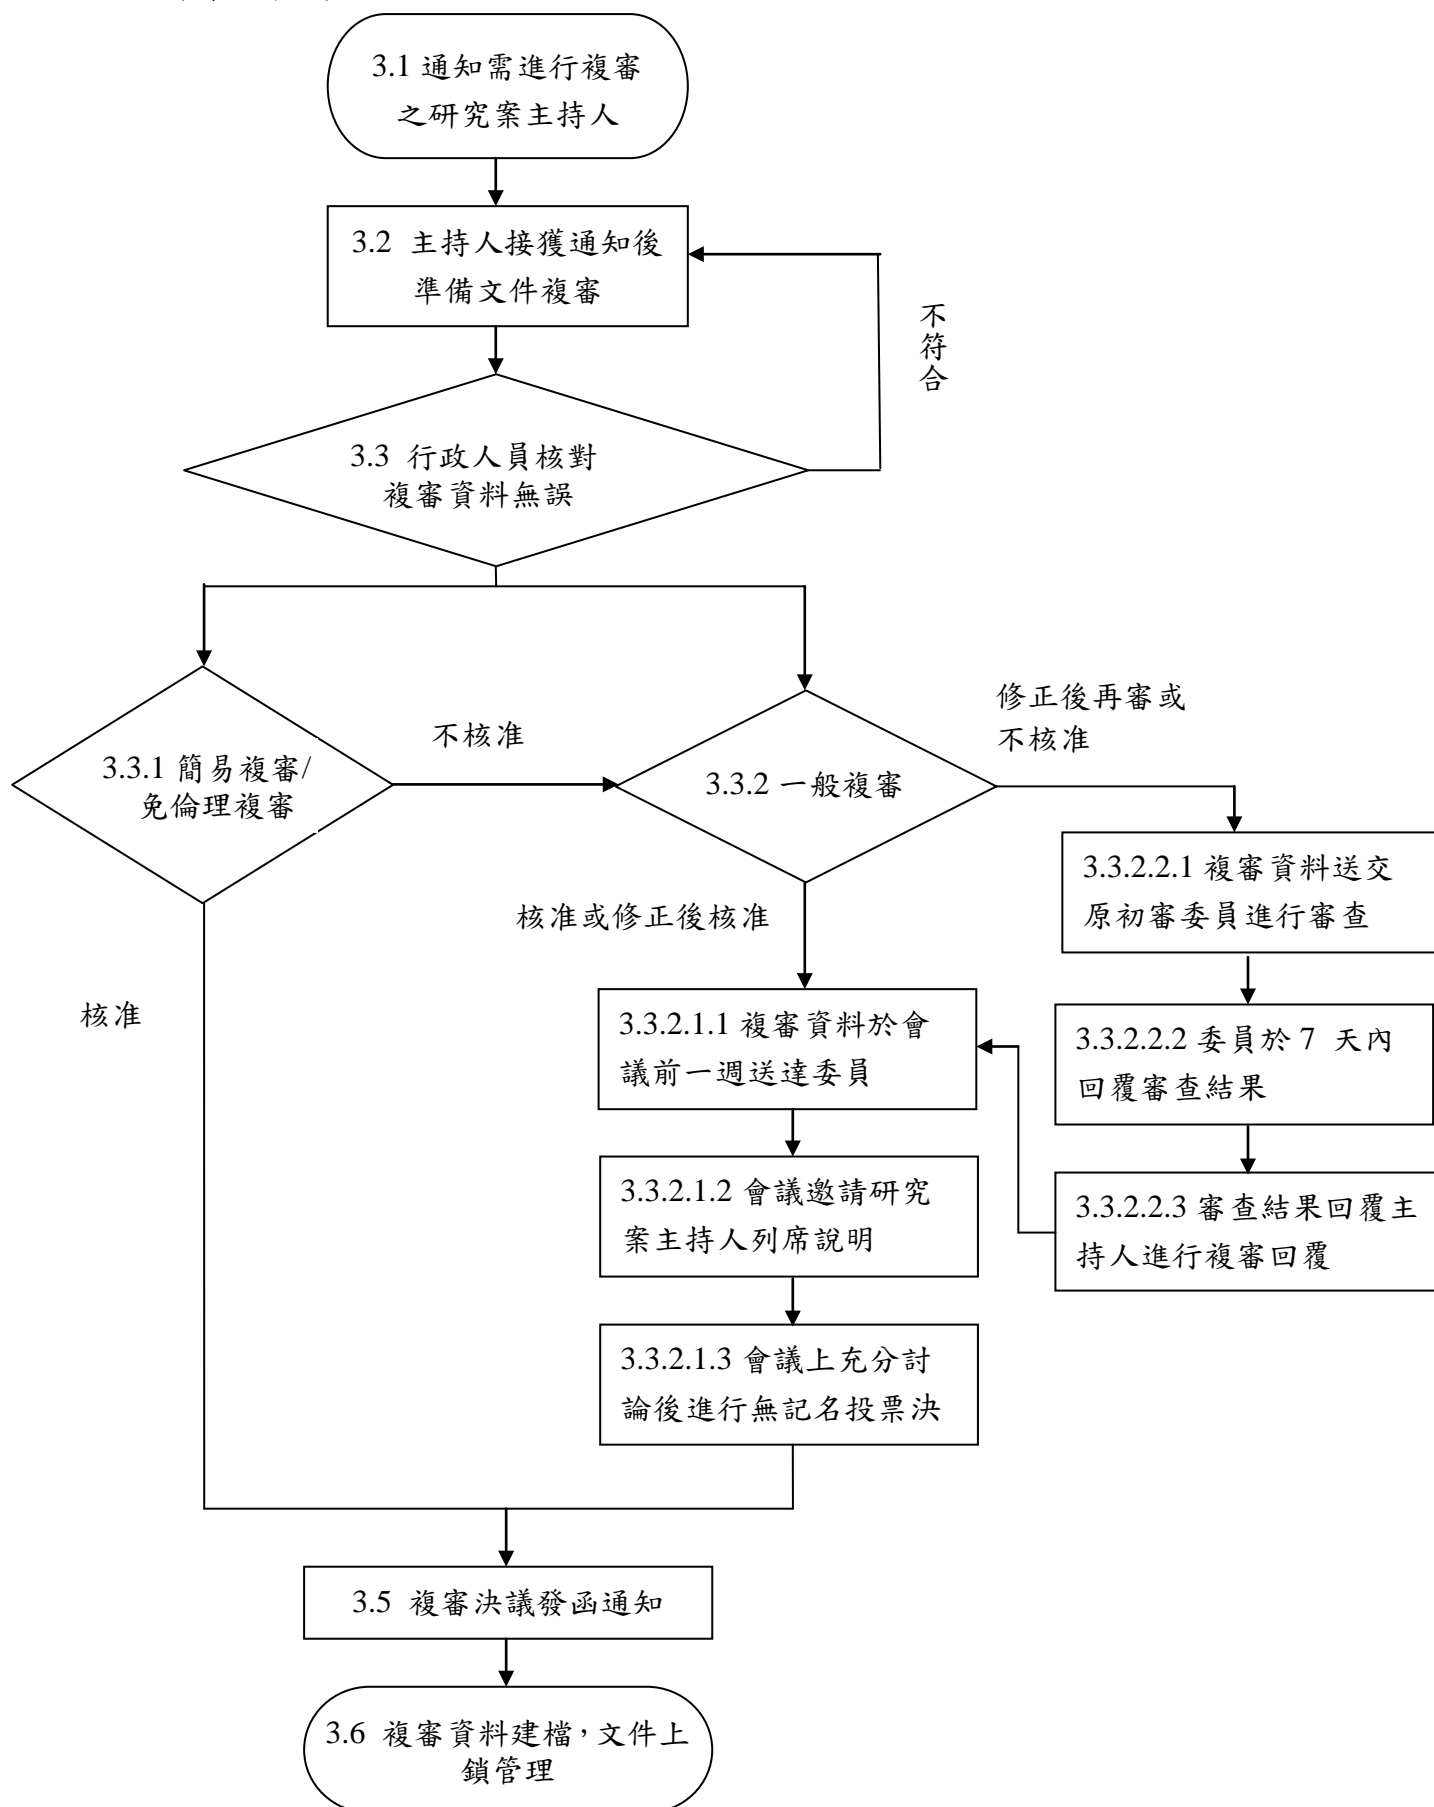 3.1 通知需進行複審
之研究案主持人
3.2 主持人接獲通知後
準備文件複審
不
符
合
3.3 行政人員核對
複審資料無誤
修正後再審或
不核准
不核准
3.3.1 簡易複審/
免倫理複審
3.3.2 一般複審
3.3.2.2.1 複審資料送交
原初審委員進行審查
核准或修正後核准
核准
3.3.2.1.1 複審資料於會
議前一週送達委員
3.3.2.2.2 委員於 7 天內
回覆審查結果
3.3.2.1.2 會議邀請研究
案主持人列席說明
3.3.2.2.3 審查結果回覆主
持人進行複審回覆
3.3.2.1.3 會議上充分討
論後進行無記名投票決
3.5 複審決議發函通知
3.6 複審資料建檔，文件上
鎖管理